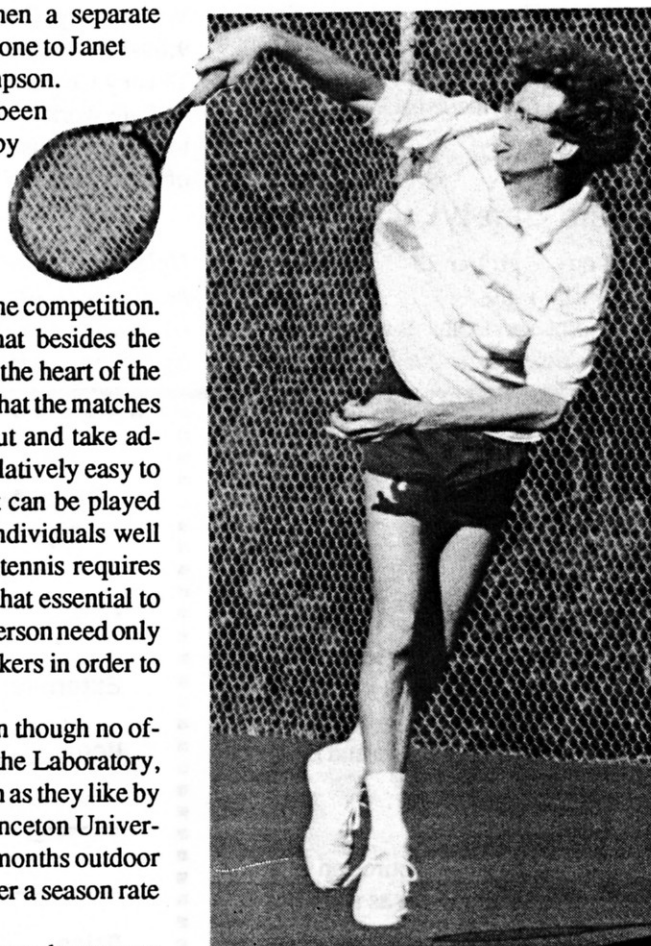 hen a separate
one to Janet
mpson.
been
by
ne competition.
hat besides the
the heart of the
hat the matches
ut and take ad-
latively easy to
t can be played
ndividuals well
tennis requires
hat essential to
erson need only
kers in order to
n though no of-
he Laboratory,
n as they like by
nceton Univer-
months outdoor
er a season rate